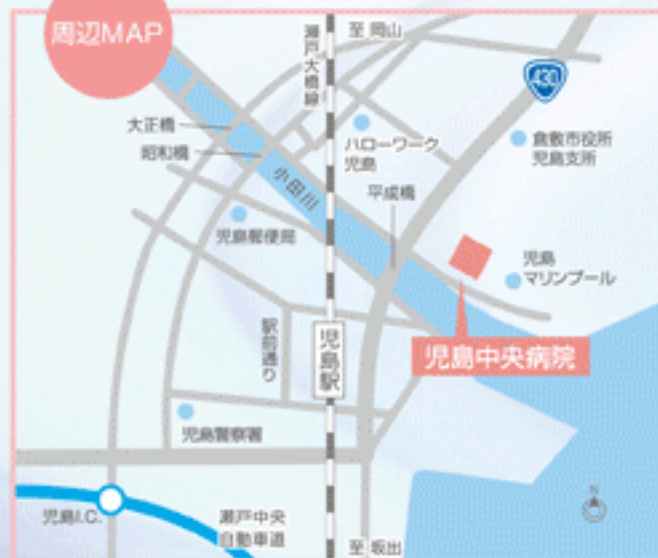 周辺MAP
瀬戸大橋線
至 岡山
430
大正橋
昭和橋
ハローワーク
児島
倉敷市役所
児島支所
小田川
平成橋
児島郵便局
児島
マリンプール
駅前通り
児島駅
児島中央病院
児島警察署
児島I.C.
瀬戸中央
自動車道
至 坂出
N